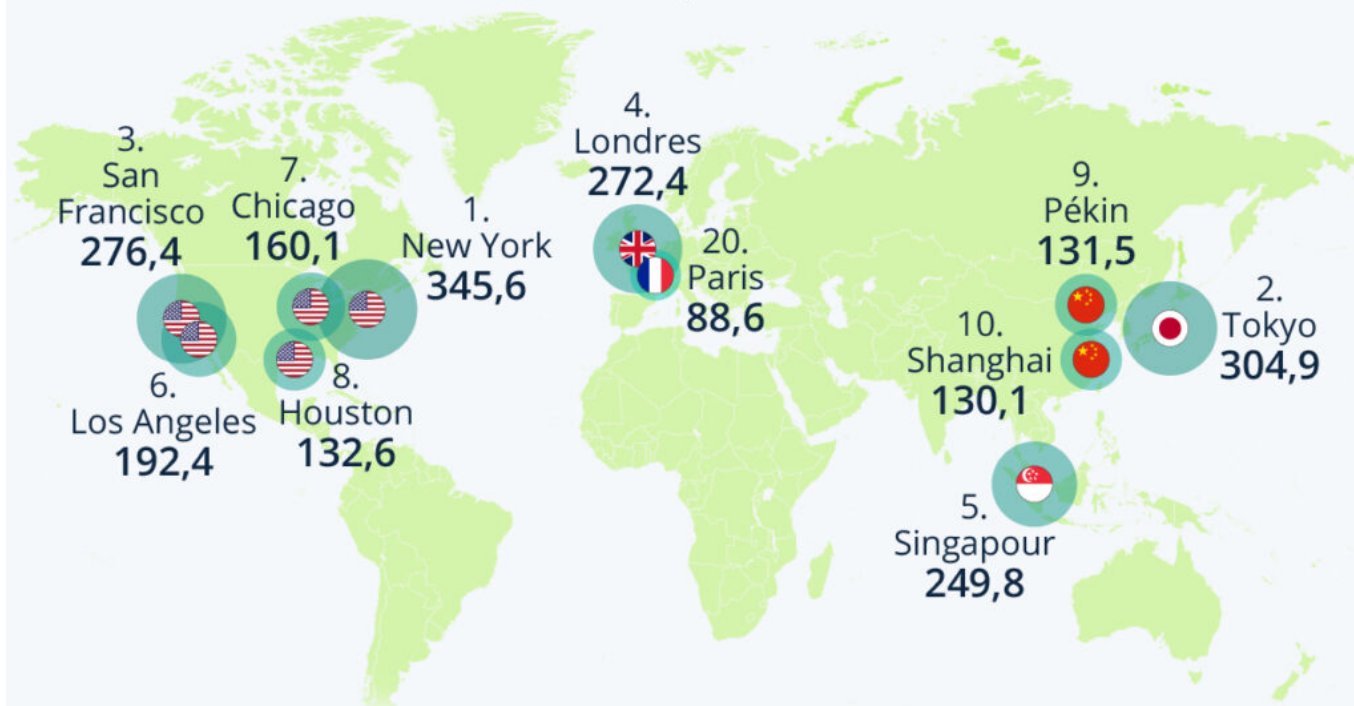 3.
San
Francisco
276,4
7.
Chicago
160,1
1.
New York
345,6
6.
Los Angeles
192,4
8.
Houston
132,6
4.
Londres
272,4
20.
Paris
88,6
9.
Pékin
131,5
10.
Shanghai
130,1
2.
Tokyo
304,9
5.
Singapour
249,8